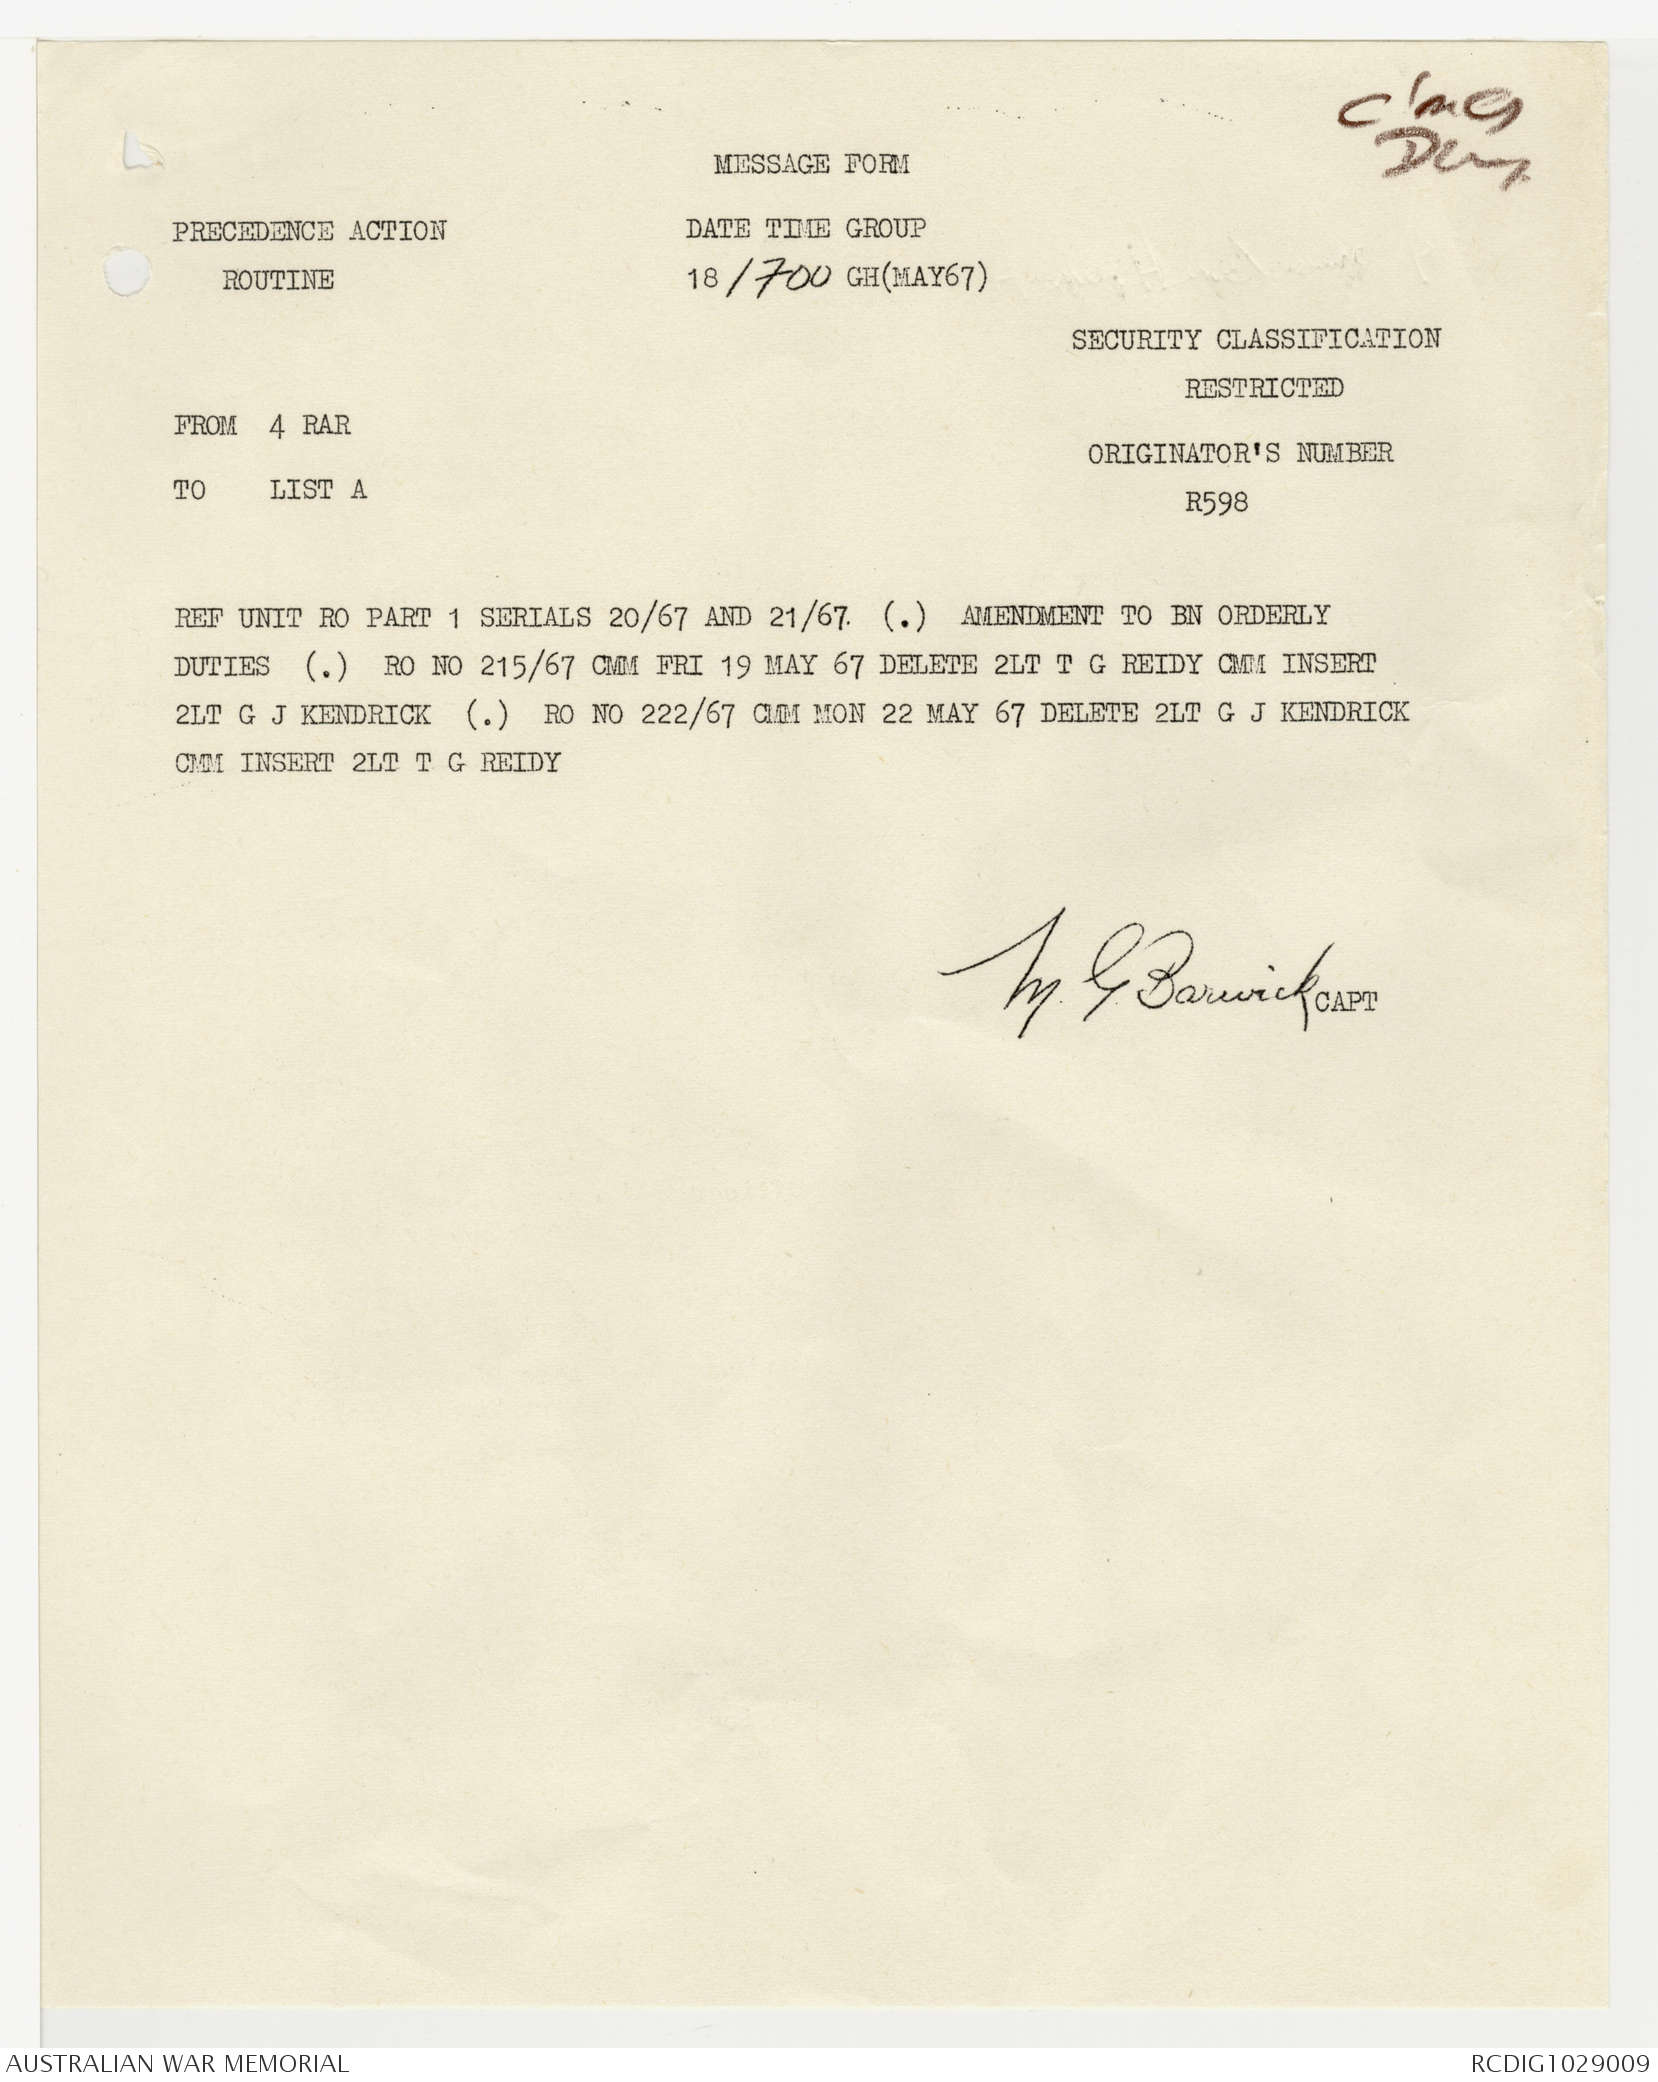 MESSAGE FORM
PRECEDENCE ACTION
DATE TIME GROUP
ROUTINE
18/700 GH(MAY67)
SECURITY CLASSIFICATION
RESTRICTED
FROM 4 RAR
ORIGINATOR'S NUMBER
TO LIST A
R598
REF UNIT RO PART 1 SERIALS 20/67 AND 21/67. (.) AMENDMENT TO BN ORDERLY
DUTIES (.) RO NO 215/67 CMM FRI 19 MAY 67 DELETE 2LT T G REIDY CMM INSERT
2LT G J KENDRICK (.) RO NO 222/67 CMM MON 22 MAY 67 DELETE 2LT G J KENDRICK
CMM INSERT 2LT T G REIDY
M. G. Barwick CAPT
AUSTRALIAN WAR MEMORIAL
RCDIG1029009